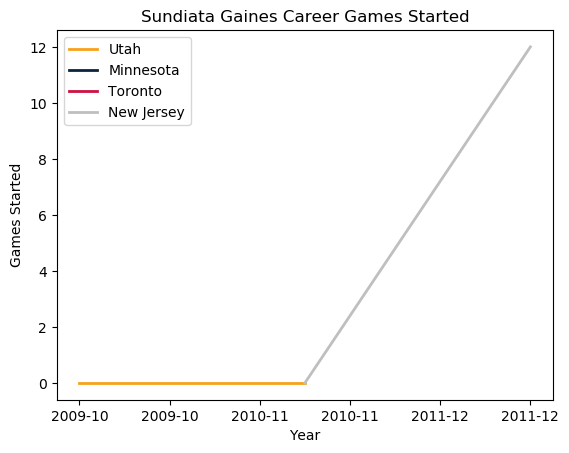 Sundiata Gaines Career Games Started
Utah
Minnesota
Toronto
New Jersey
12
10
8
6
4
2
0
Games Started
2009-10
2009-10
2010-11
2010-11
2011-12
2011-12
Year